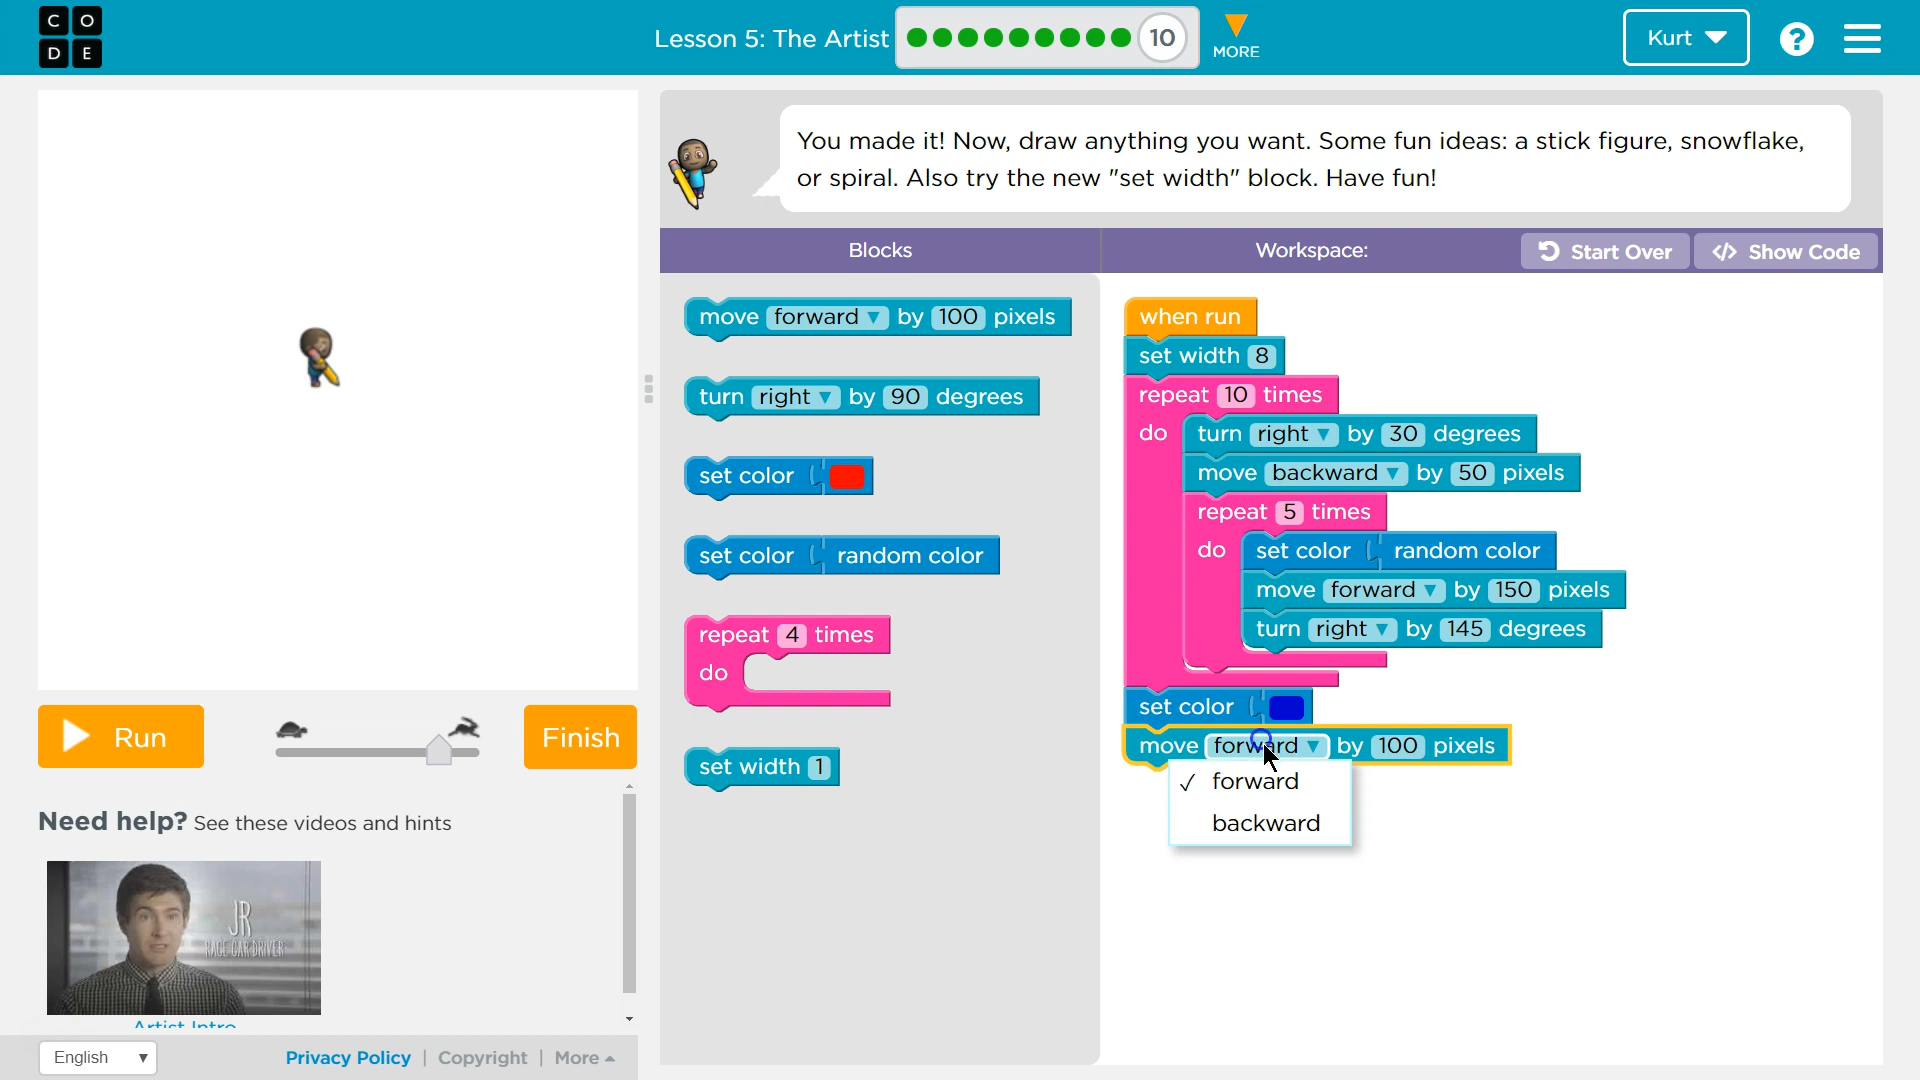 C O
D E
Lesson 5: The Artist
10
MORE
Kurt
?
You made it! Now, draw anything you want. Some fun ideas: a stick figure, snowflake,
or spiral. Also try the new "set width" block. Have fun!
Blocks
Workspace:
Start Over
</> Show Code
move forward ▼ by 100 pixels
turn right ▼ by 90 degrees
set color
set color random color
repeat 4 times
do
set width 1
when run
set width 8
repeat 10 times
do
turn right ▼ by 30 degrees
move backward ▼ by 50 pixels
repeat 5 times
do
set color random color
move forward ▼ by 150 pixels
turn right ▼ by 145 degrees
set color
move forward ▼ by 100 pixels
✓ forward
backward
Run
Finish
Need help? See these videos and hints
JR
RACE CAR DRIVER
Artist Intro
English ▼
Privacy Policy | Copyright | More